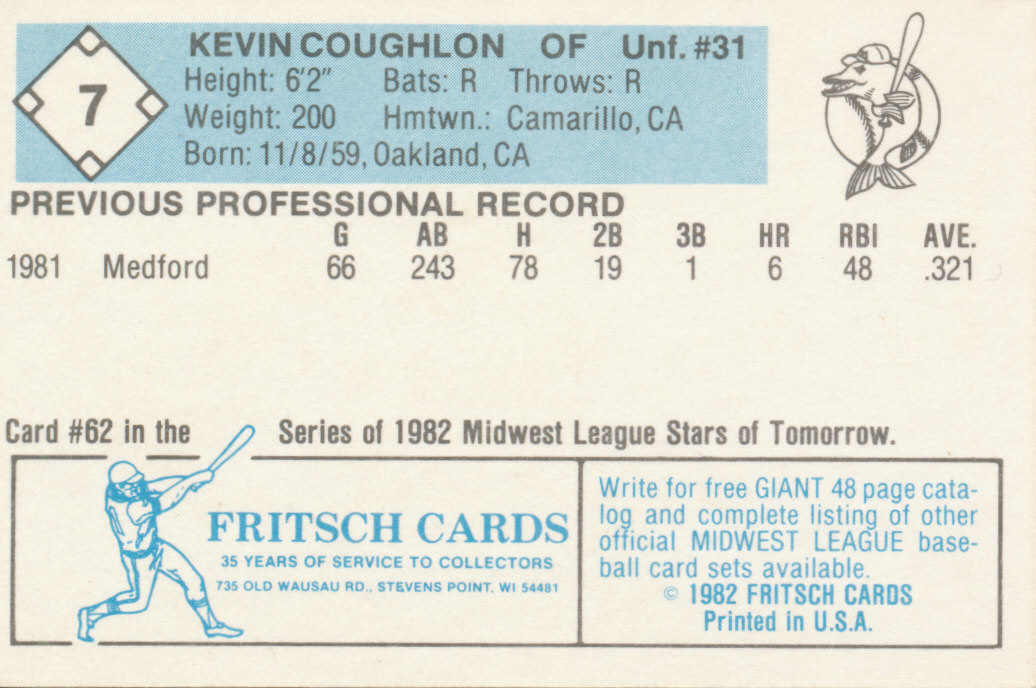 7
KEVIN COUGHLON OF Unf. #31
Height: 6'2" Bats: R Throws: R
Weight: 200 Hmtwn.: Camarillo, CA
Born: 11/8/59, Oakland, CA
PREVIOUS PROFESSIONAL RECORD
G AB H 2B 3B HR RBI AVE.
1981 Medford 66 243 78 19 1 6 48 .321
Card #62 in the Series of 1982 Midwest League Stars of Tomorrow.
FRITSCH CARDS
35 YEARS OF SERVICE TO COLLECTORS
735 OLD WAUSAU RD., STEVENS POINT, WI 54481
Write for free GIANT 48 page cata-
log and complete listing of other
official MIDWEST LEAGUE base-
ball card sets available.
© 1982 FRITSCH CARDS
Printed in U.S.A.